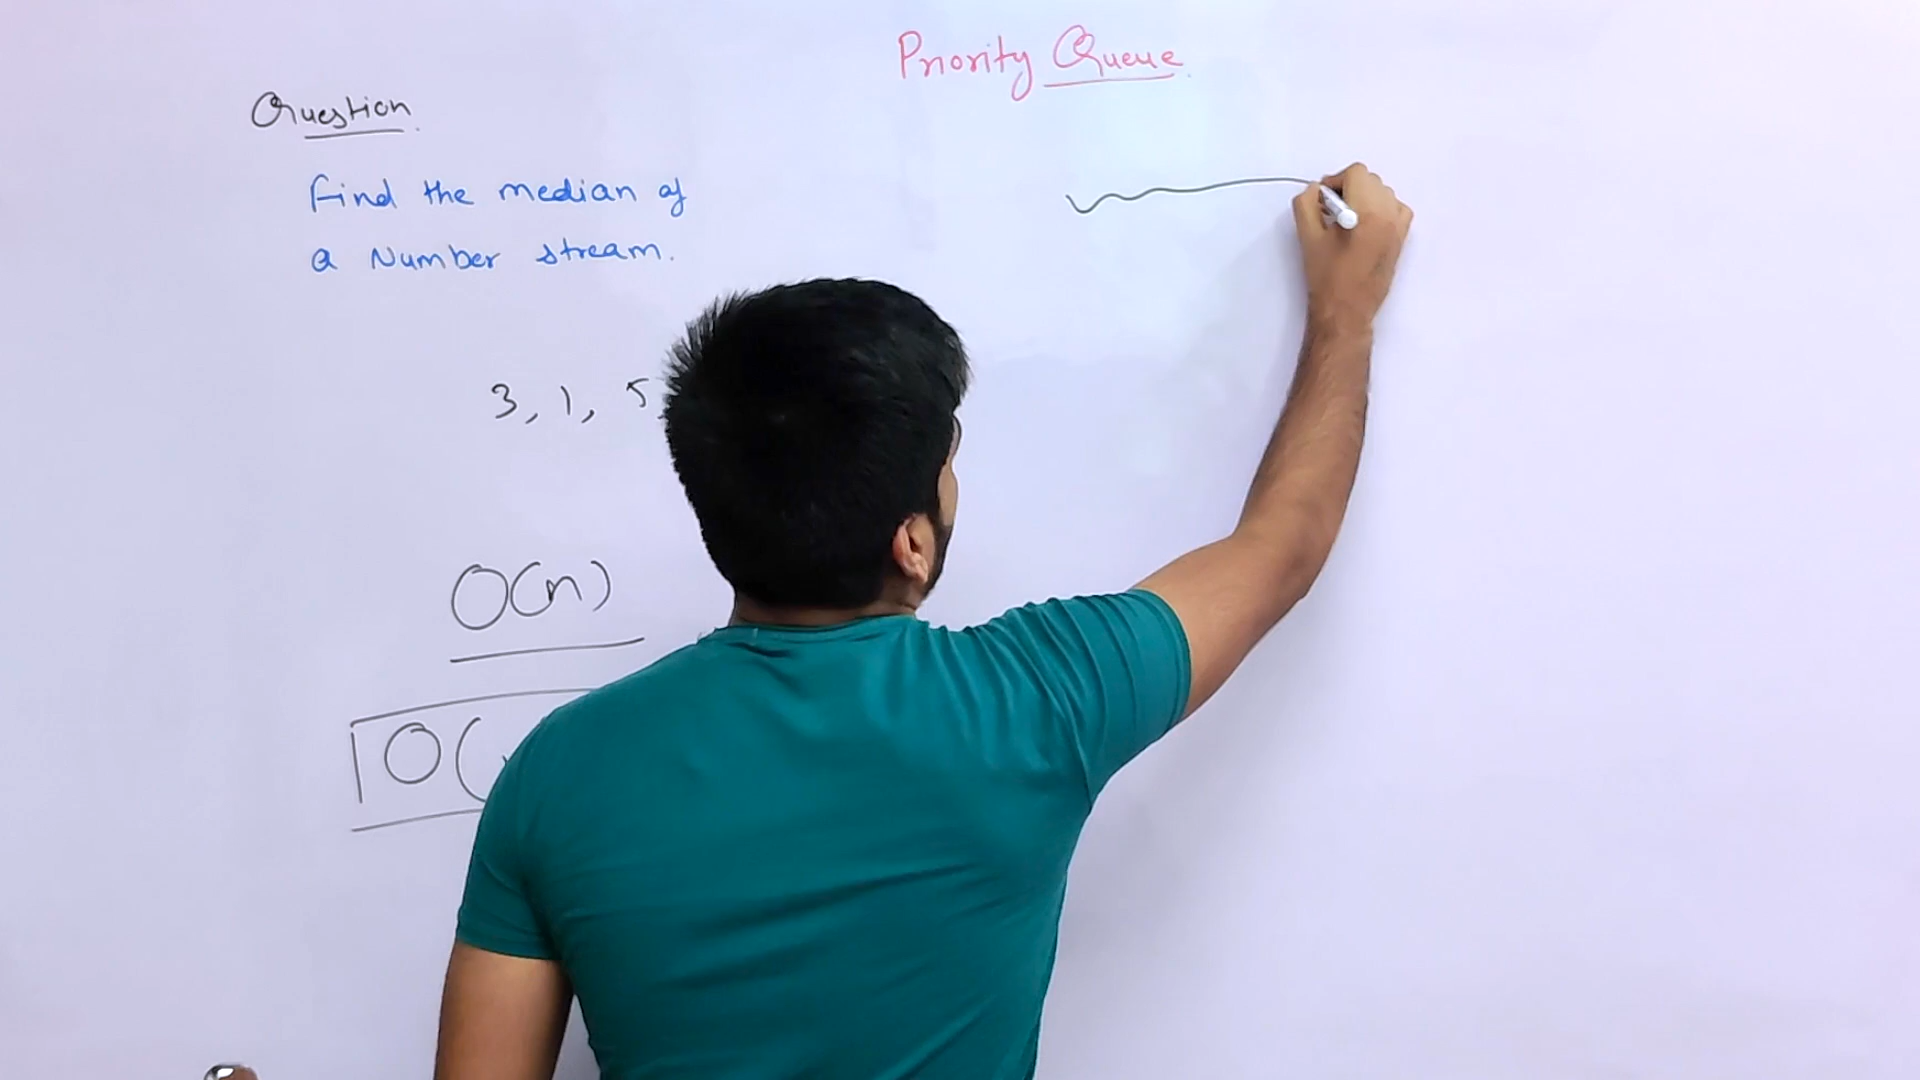 Priority Queue
Question
Find the median of
a Number stream.
3, 1, 5
O(n)
O(